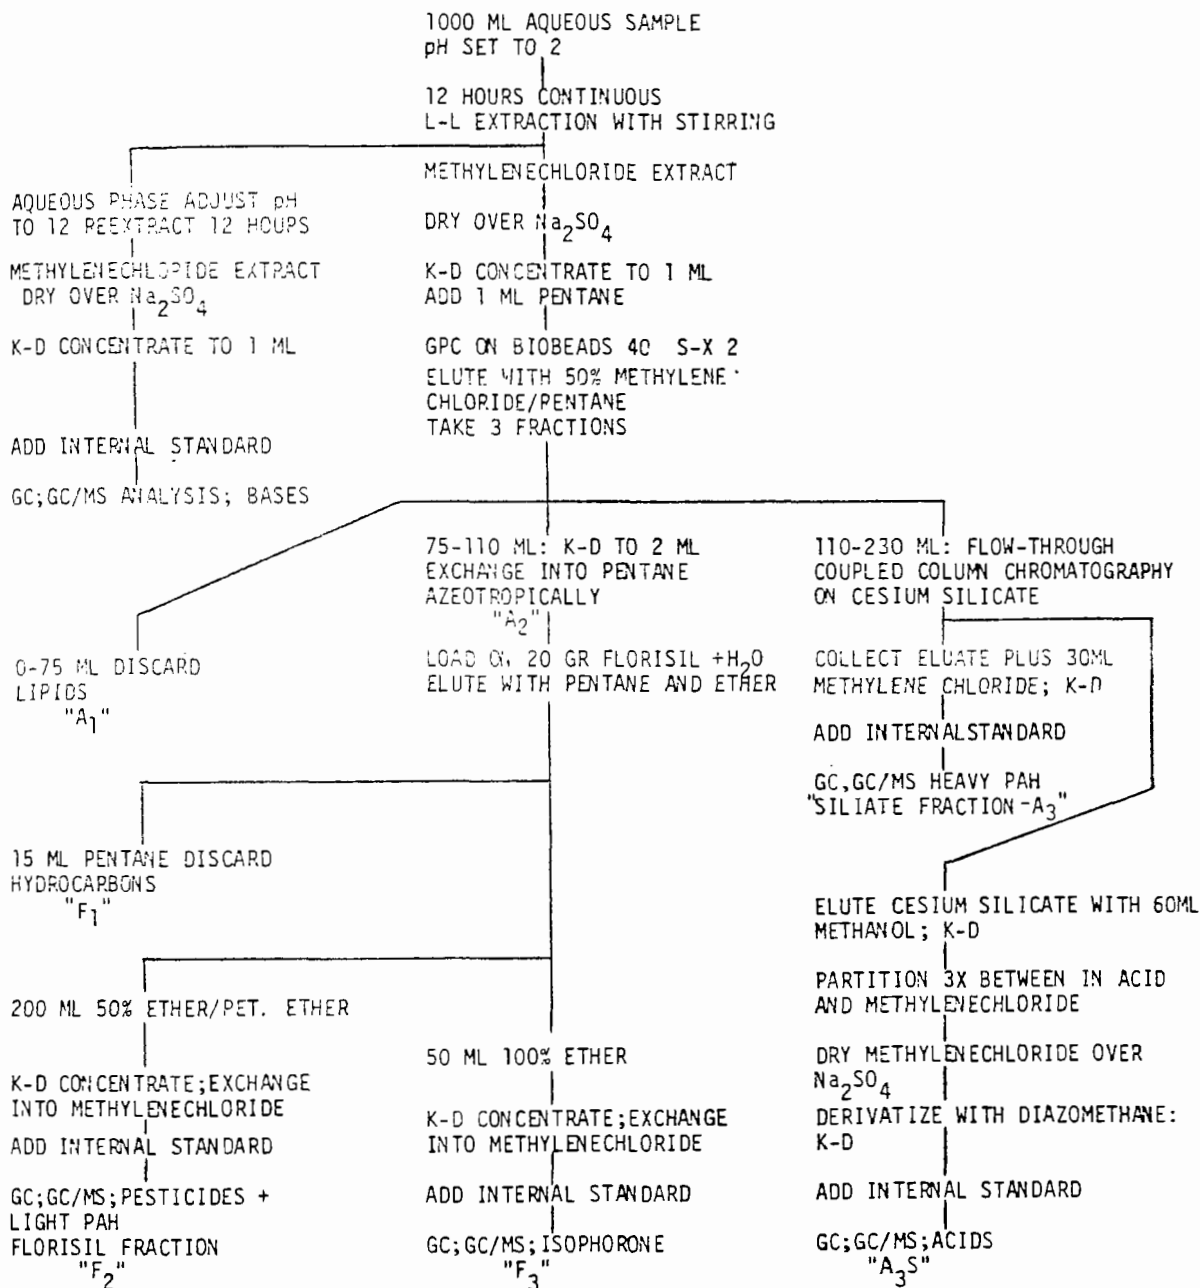 1000 ML AQUEOUS SAMPLE
pH SET TO 2
12 HOURS CONTINUOUS
L-L EXTRACTION WITH STIRRING
METHYLENECHLORIDE EXTRACT
DRY OVER Na2SO4
K-D CONCENTRATE TO 1 ML
ADD 1 ML PENTANE
GPC ON BIOBEADS 40 S-X 2
ELUTE WITH 50% METHYLENE
CHLORIDE/PENTANE
TAKE 3 FRACTIONS
AQUEOUS PHASE ADJUST pH
TO 12 REEXTRACT 12 HOUPS
METHYLENECHLOPIDE EXTRACT
DRY OVER Na2SO4
K-D CONCENTRATE TO 1 ML
ADD INTERNAL STANDARD
GC;GC/MS ANALYSIS; BASES
0-75 ML DISCARD
LIPIDS
"A1"
75-110 ML: K-D TO 2 ML
EXCHANGE INTO PENTANE
AZEOTROPICALLY
"A2"
LOAD ON 20 GR FLORISIL +H2O
ELUTE WITH PENTANE AND ETHER
15 ML PENTANE DISCARD
HYDROCARBONS
"F1"
200 ML 50% ETHER/PET. ETHER
K-D CONCENTRATE;EXCHANGE
INTO METHYLENECHLORIDE
ADD INTERNAL STANDARD
GC;GC/MS;PESTICIDES +
LIGHT PAH
FLORISIL FRACTION
"F2"
50 ML 100% ETHER
K-D CONCENTRATE;EXCHANGE
INTO METHYLENECHLORIDE
ADD INTERNAL STANDARD
GC;GC/MS;ISOPHORONE
"F3"
110-230 ML: FLOW-THROUGH
COUPLED COLUMN CHROMATOGRAPHY
ON CESIUM SILICATE
COLLECT ELUATE PLUS 30ML
METHYLENE CHLORIDE; K-D
ADD INTERNALSTANDARD
GC,GC/MS HEAVY PAH
"SILIATE FRACTION-A3"
ELUTE CESIUM SILICATE WITH 60ML
METHANOL; K-D
PARTITION 3X BETWEEN IN ACID
AND METHYLENECHLORIDE
DRY METHYLENECHLORIDE OVER
Na2SO4
DERIVATIZE WITH DIAZOMETHANE:
K-D
ADD INTERNAL STANDARD
GC;GC/MS;ACIDS
"A3S"